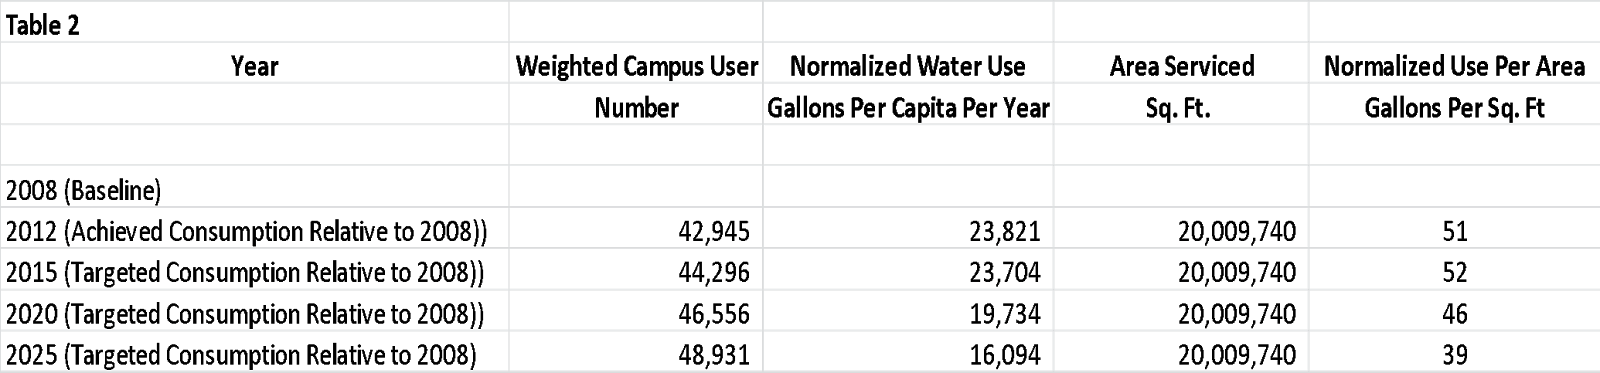 Table 2
Year Weighted Campus User Normalized Water Use Area Serviced Normalized Use Per Area
Number Gallons Per Capita Per Year Sq. Ft. Gallons Per Sq. Ft
2008 (Baseline)
2012 (Achieved Consumption Relative to 2008)) 42,945 23,821 20,009,740 51
2015 (Targeted Consumption Relative to 2008)) 44,296 23,704 20,009,740 52
2020 (Targeted Consumption Relative to 2008)) 46,556 19,734 20,009,740 46
2025 (Targeted Consumption Relative to 2008) 48,931 16,094 20,009,740 39